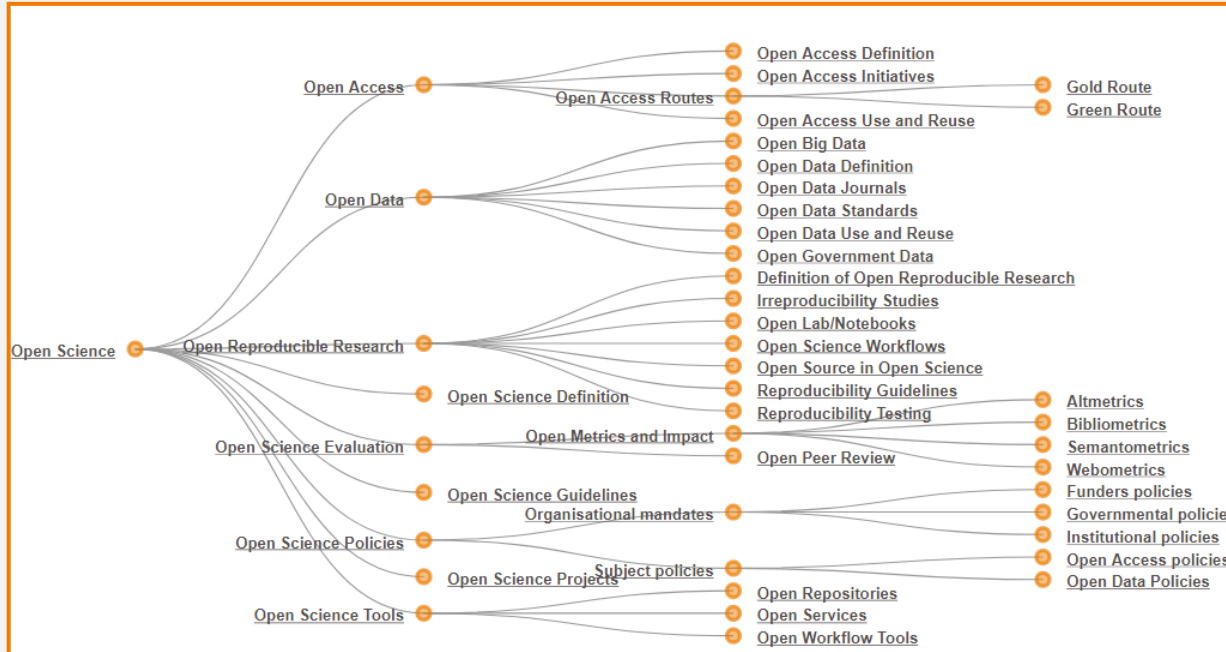 Open Science
Open Access
Open Access Definition
Open Access Initiatives
Open Access Routes
Gold Route
Green Route
Open Access Use and Reuse
Open Data
Open Big Data
Open Data Definition
Open Data Journals
Open Data Standards
Open Data Use and Reuse
Open Government Data
Open Reproducible Research
Definition of Open Reproducible Research
Irreproducibility Studies
Open Lab/Notebooks
Open Science Workflows
Open Source in Open Science
Reproducibility Guidelines
Reproducibility Testing
Open Science Definition
Open Science Evaluation
Open Metrics and Impact
Altmetrics
Bibliometrics
Semantometrics
Webometrics
Open Peer Review
Open Science Guidelines
Open Science Policies
Organisational mandates
Funders policies
Governmental policie
Institutional policies
Subject policies
Open Access policies
Open Data Policies
Open Science Projects
Open Science Tools
Open Repositories
Open Services
Open Workflow Tools